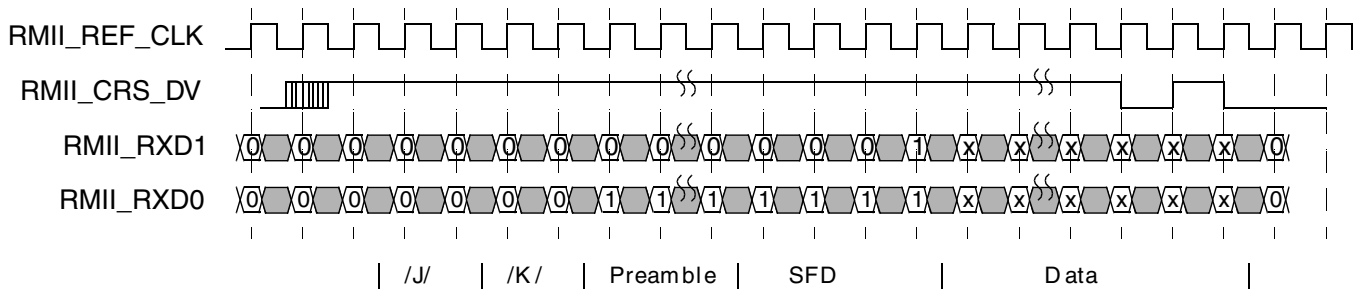 RMII_REF_CLK
RMII_CRS_DV
RMII_RXD1 0 0 0 0 0 0 0 0 0 0 0 0 0 1 x x x x x x 0
RMII_RXD0 0 0 0 0 0 0 0 1 1 1 1 1 1 1 x x x x x x 0
/J/ /K/ Preamble SFD Data